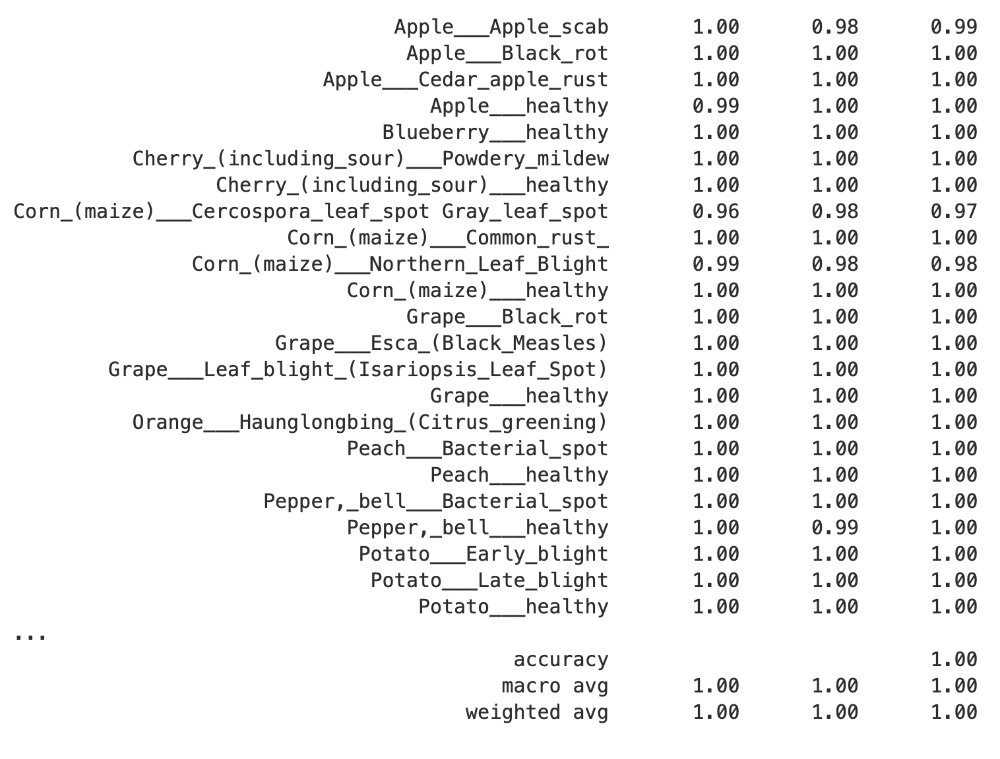 Apple___Apple_scab 1.00 0.98 0.99
Apple___Black_rot 1.00 1.00 1.00
Apple___Cedar_apple_rust 1.00 1.00 1.00
Apple___healthy 0.99 1.00 1.00
Blueberry___healthy 1.00 1.00 1.00
Cherry_(including_sour)___Powdery_mildew 1.00 1.00 1.00
Cherry_(including_sour)___healthy 1.00 1.00 1.00
Corn_(maize)___Cercospora_leaf_spot Gray_leaf_spot 0.96 0.98 0.97
Corn_(maize)___Common_rust_ 1.00 1.00 1.00
Corn_(maize)___Northern_Leaf_Blight 0.99 0.98 0.98
Corn_(maize)___healthy 1.00 1.00 1.00
Grape___Black_rot 1.00 1.00 1.00
Grape___Esca_(Black_Measles) 1.00 1.00 1.00
Grape___Leaf_blight_(Isariopsis_Leaf_Spot) 1.00 1.00 1.00
Grape___healthy 1.00 1.00 1.00
Orange___Haunglongbing_(Citrus_greening) 1.00 1.00 1.00
Peach___Bacterial_spot 1.00 1.00 1.00
Peach___healthy 1.00 1.00 1.00
Pepper,_bell___Bacterial_spot 1.00 1.00 1.00
Pepper,_bell___healthy 1.00 0.99 1.00
Potato___Early_blight 1.00 1.00 1.00
Potato___Late_blight 1.00 1.00 1.00
Potato___healthy 1.00 1.00 1.00
...
accuracy 1.00
macro avg 1.00 1.00 1.00
weighted avg 1.00 1.00 1.00